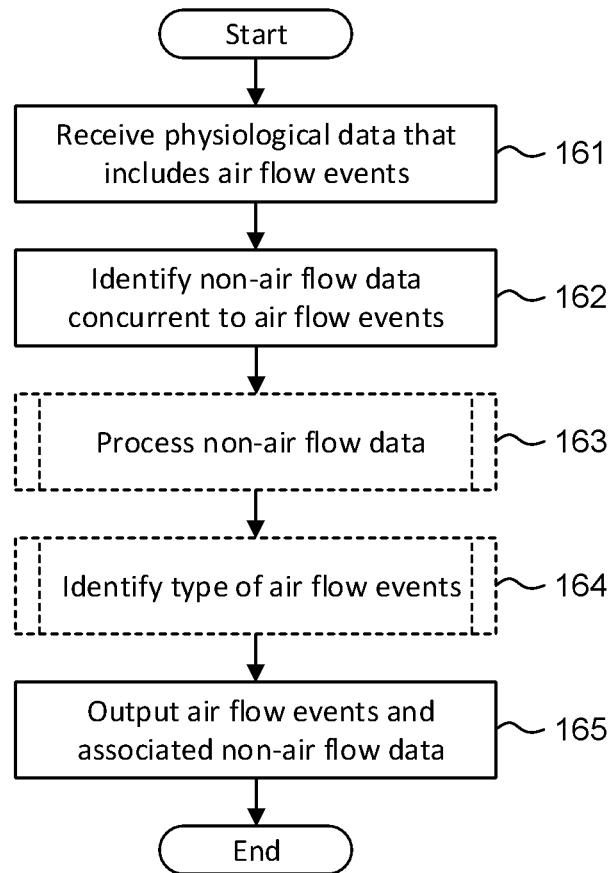 Start
Receive physiological data that
includes air flow events
161
Identify non-air flow data
concurrent to air flow events
162
Process non-air flow data
163
Identify type of air flow events
164
Output air flow events and
associated non-air flow data
165
End